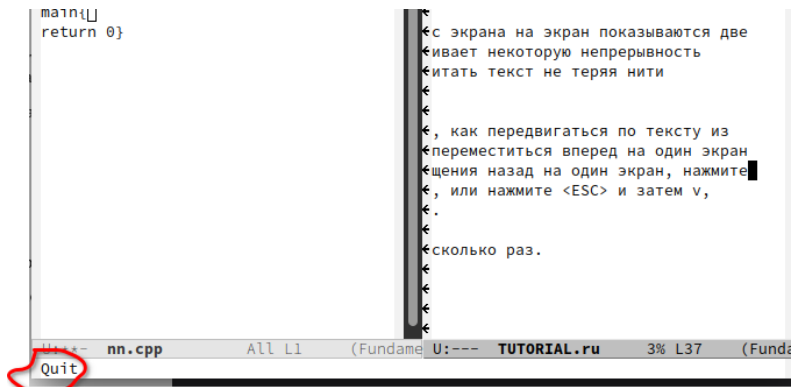 main{[]
return 0}
с экрана на экран показываются две
ивает некоторую непрерывность
итать текст не теряя нити
, как передвигаться по тексту из
переместиться вперед на один экран
щения назад на один экран, нажмите
, или нажмите <ESC> и затем v,
.
сколько раз.
U:**- nn.cpp All L1 (Fundame
U:--- TUTORIAL.ru 3% L37 (Funda
Quit